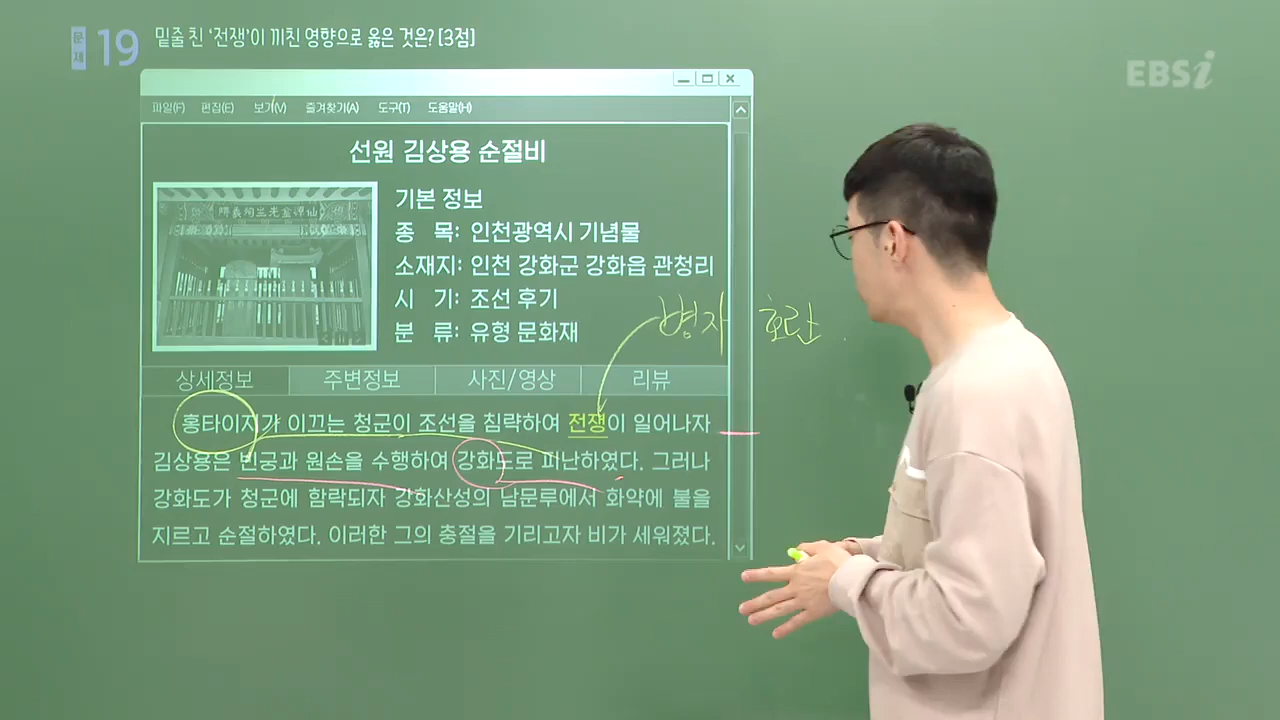 문제 19 밑줄 친 '전쟁'이 끼친 영향으로 옳은 것은? [3점]
EBSi
파일(F) 편집(E) 보기(V) 즐겨찾기(A) 도구(T) 도움말(H)
선원 김상용 순절비
기본 정보
종 목: 인천광역시 기념물
소재지: 인천 강화군 강화읍 관청리
시 기: 조선 후기
분 류: 유형 문화재
병자 호란
상세정보 주변정보 사진/영상 리뷰
홍타이지가 이끄는 청군이 조선을 침략하여 전쟁이 일어나자
김상용은 빈궁과 원손을 수행하여 강화도로 피난하였다. 그러나
강화도가 청군에 함락되자 강화산성의 남문루에서 화약에 불을
지르고 순절하였다. 이러한 그의 충절을 기리고자 비가 세워졌다.